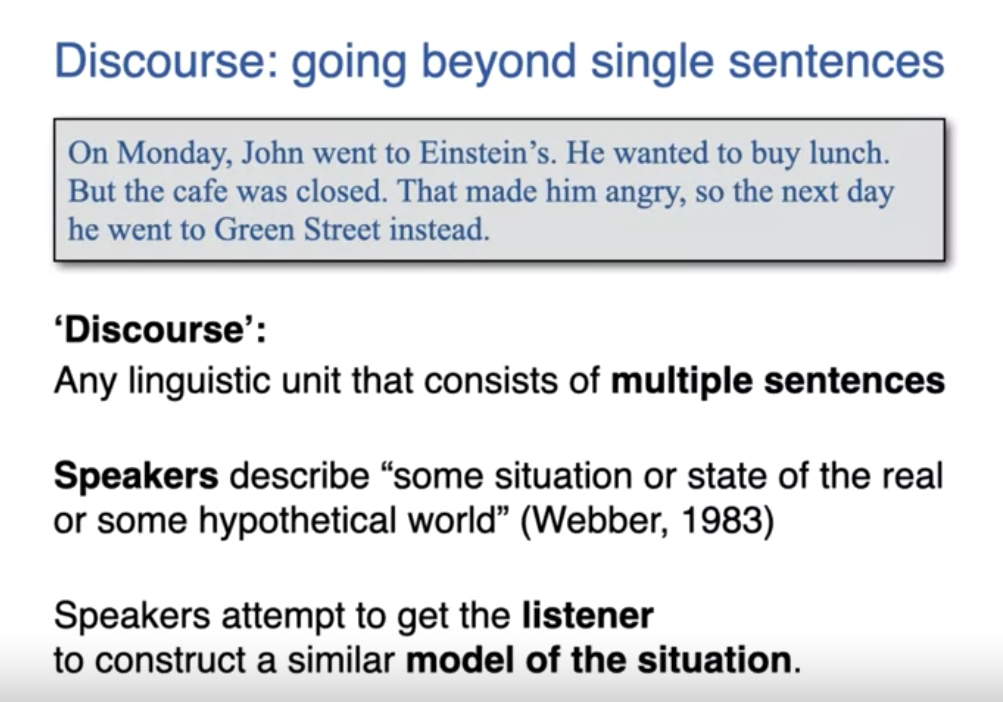 Discourse: going beyond single sentences
On Monday, John went to Einstein’s. He wanted to buy lunch.
But the cafe was closed. That made him angry, so the next day
he went to Green Street instead.
‘Discourse’:
Any linguistic unit that consists of multiple sentences
Speakers describe “some situation or state of the real
or some hypothetical world” (Webber, 1983)
Speakers attempt to get the listener
to construct a similar model of the situation.